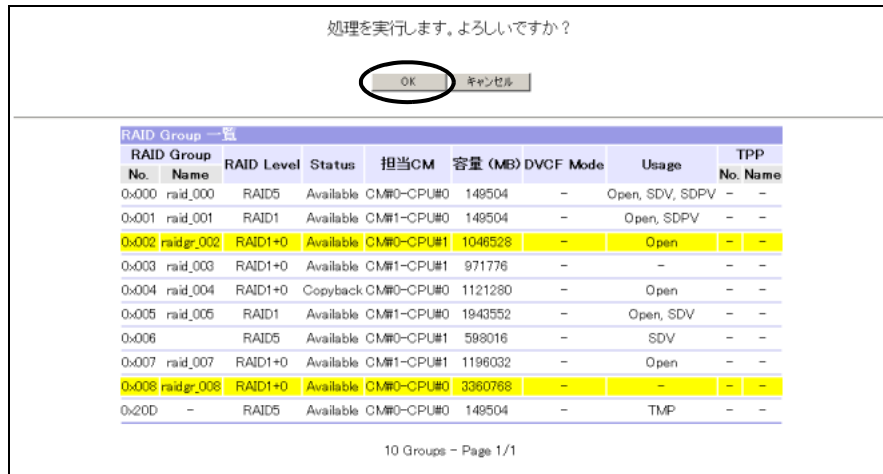 処理を実行します。よろしいですか?
OK キャンセル
RAID Group 一覧
RAID Group RAID Level Status 担当CM 容量 (MB) DVCF Mode Usage TPP
No. Name No. Name
0x000 raid_000 RAID5 Available CM#0-CPU#0 149504 - Open, SDV, SDPV - -
0x001 raid_001 RAID1 Available CM#1-CPU#0 149504 - Open, SDPV - -
0x002 raidgr_002 RAID1+0 Available CM#0-CPU#1 1046528 - Open - -
0x003 raid_003 RAID1+0 Available CM#1-CPU#1 971776 - - - -
0x004 raid_004 RAID1+0 Copyback CM#0-CPU#0 1121280 - Open - -
0x005 raid_005 RAID1 Available CM#1-CPU#0 1943552 - Open, SDV - -
0x006 RAID5 Available CM#0-CPU#1 598016 - SDV - -
0x007 raid_007 RAID1+0 Available CM#1-CPU#1 1196032 - Open - -
0x008 raidgr_008 RAID1+0 Available CM#0-CPU#0 3360768 - - - -
0x20D - RAID5 Available CM#0-CPU#0 149504 - TMP - -
10 Groups - Page 1/1